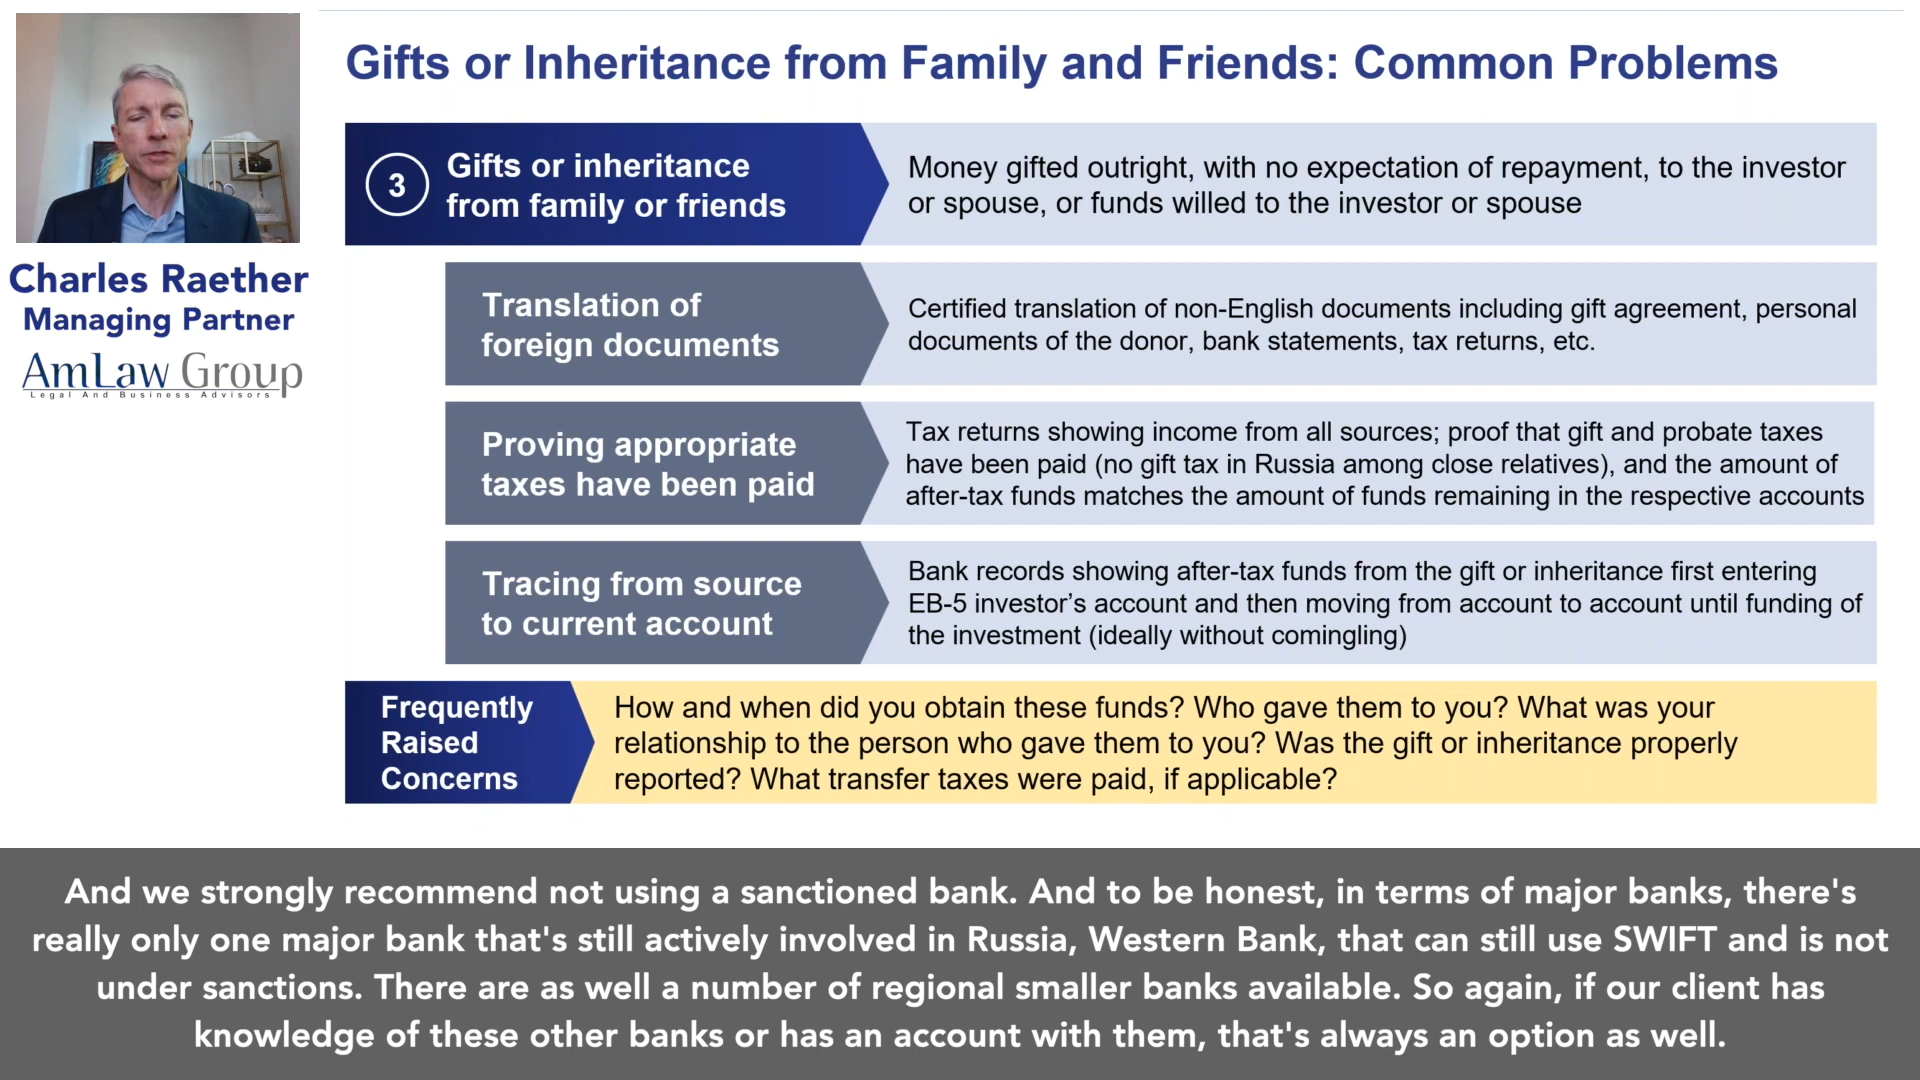 Gifts or Inheritance from Family and Friends: Common Problems
3
Gifts or inheritance
from family or friends
Money gifted outright, with no expectation of repayment, to the investor
or spouse, or funds willed to the investor or spouse
Charles Raether
Managing Partner
AmLaw Group
Legal And Business Advisors
Translation of
foreign documents
Certified translation of non-English documents including gift agreement, personal
documents of the donor, bank statements, tax returns, etc.
Proving appropriate
taxes have been paid
Tax returns showing income from all sources; proof that gift and probate taxes
have been paid (no gift tax in Russia among close relatives), and the amount of
after-tax funds matches the amount of funds remaining in the respective accounts
Tracing from source
to current account
Bank records showing after-tax funds from the gift or inheritance first entering
EB-5 investor’s account and then moving from account to account until funding of
the investment (ideally without comingling)
Frequently
Raised
Concerns
How and when did you obtain these funds? Who gave them to you? What was your
relationship to the person who gave them to you? Was the gift or inheritance properly
reported? What transfer taxes were paid, if applicable?
And we strongly recommend not using a sanctioned bank. And to be honest, in terms of major banks, there's
really only one major bank that's still actively involved in Russia, Western Bank, that can still use SWIFT and is not
under sanctions. There are as well a number of regional smaller banks available. So again, if our client has
knowledge of these other banks or has an account with them, that's always an option as well.